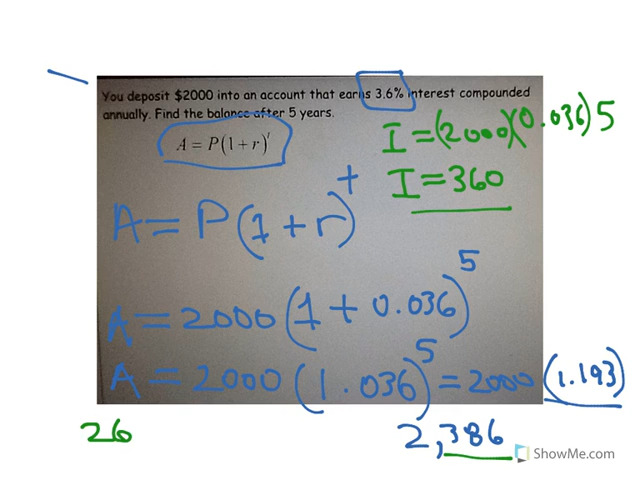 You deposit $2000 into an account that earns 3.6% interest compounded
annually. Find the balance after 5 years.
A = P(1 + r)^t
I = (2000)(0.036)5
I = 360
A = P(1 + r)^t
A = 2000(1 + 0.036)^5
A = 2000(1.036)^5 = 2000(1.193)
26
2,386
ShowMe.com